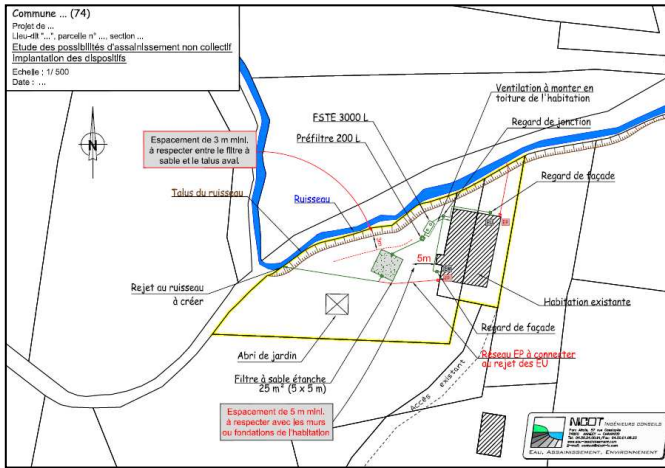 Commune ... (74)
Projet de ...
Lieu-dit "...", parcelle n° ..., section ...
Etude des possibilités d'assainissement non collectif
Implantation des dispositifs
Echelle : 1/ 500
Date : ...
N
Ventilation à monter en
toiture de l'habitation
FSTE 3000 L
Regard de jonction
Préfiltre 200 L
Espacement de 3 m mini.
à respecter entre le filtre à
sable et le talus aval
Regard de façade
Talus du ruisseau
Ruisseau
5m
Rejet au ruisseau
à créer
Habitation existante
Regard de façade
Abri de jardin
Réseau EP à connecter
au rejet des EU
Filtre à sable étanche
25 m² (5 x 5 m)
Accès existant
Espacement de 5 m mini.
à respecter avec les murs
ou fondations de l'habitation
NICOT INGÉNIEURS CONSEILS
EAU, ASSAINISSEMENT, ENVIRONNEMENT